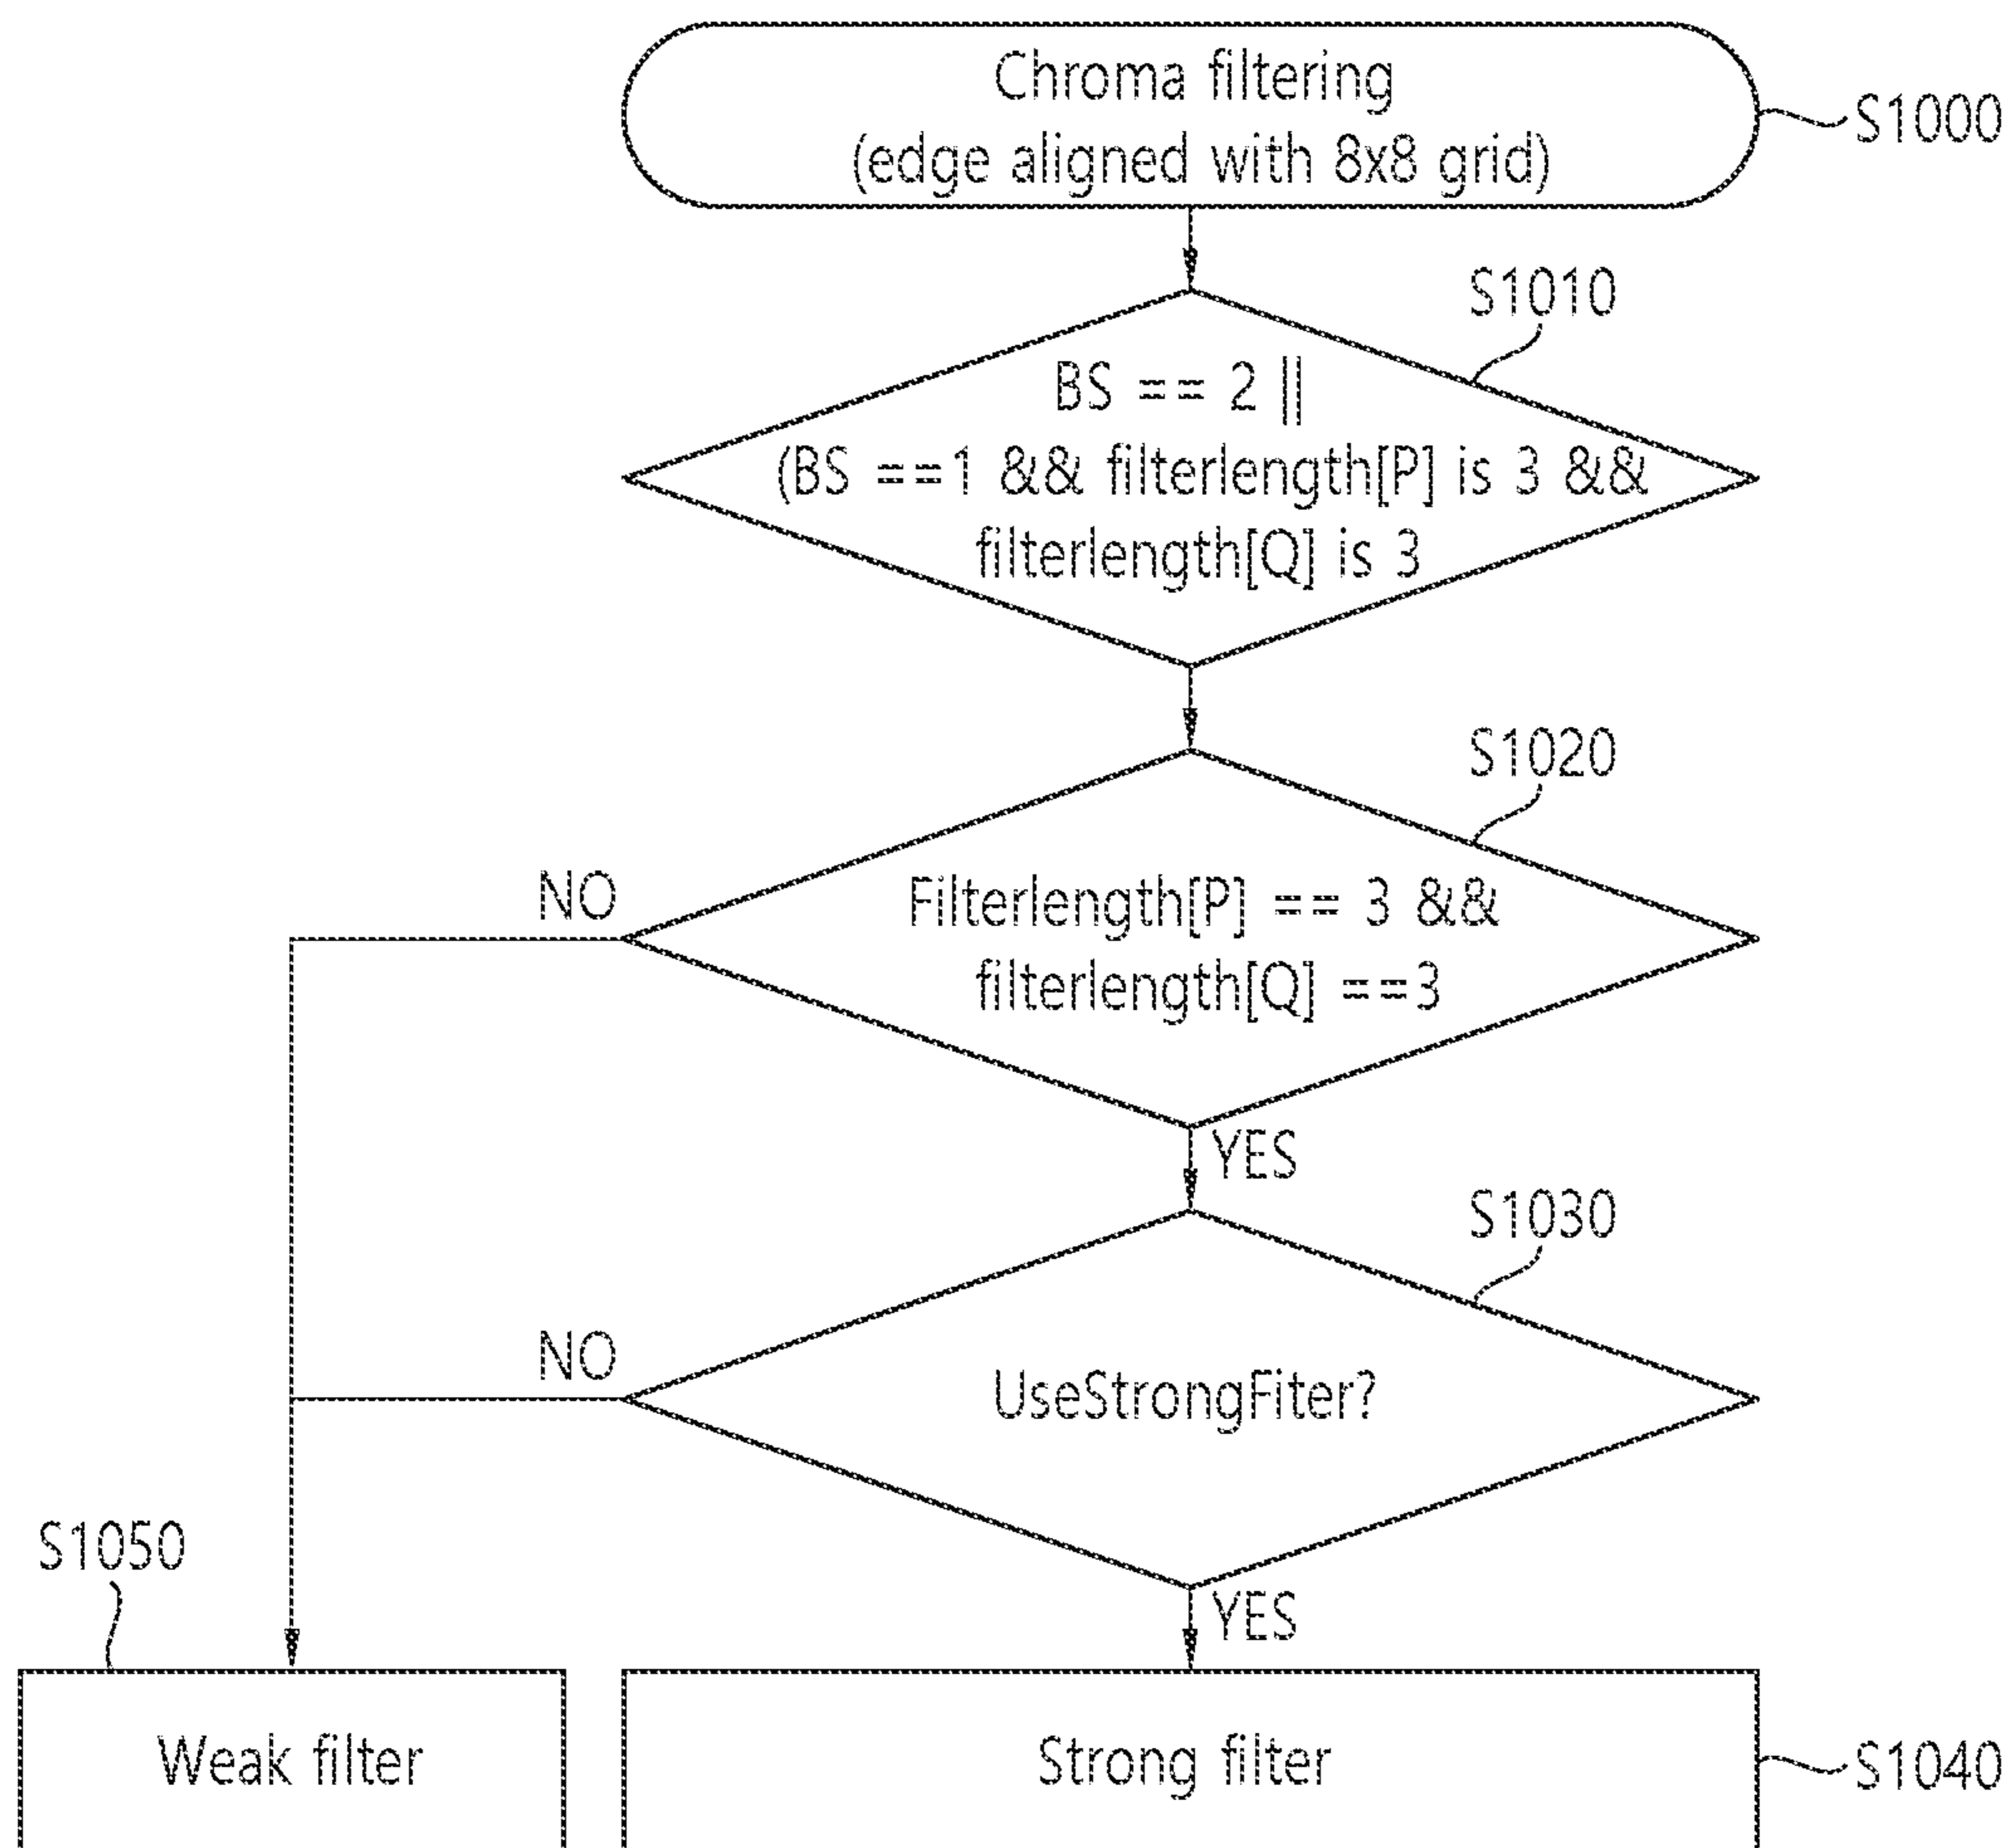 Chroma filtering
(edge aligned with 8x8 grid)
S1000
S1010
BS == 2 ||
(BS ==1 && filterlength[P] is 3 &&
filterlength[Q] is 3
S1020
NO
Filterlength[P] == 3 &&
filterlength[Q] ==3
YES
S1030
NO
UseStrongFiter?
S1050
YES
Weak filter
Strong filter
S1040